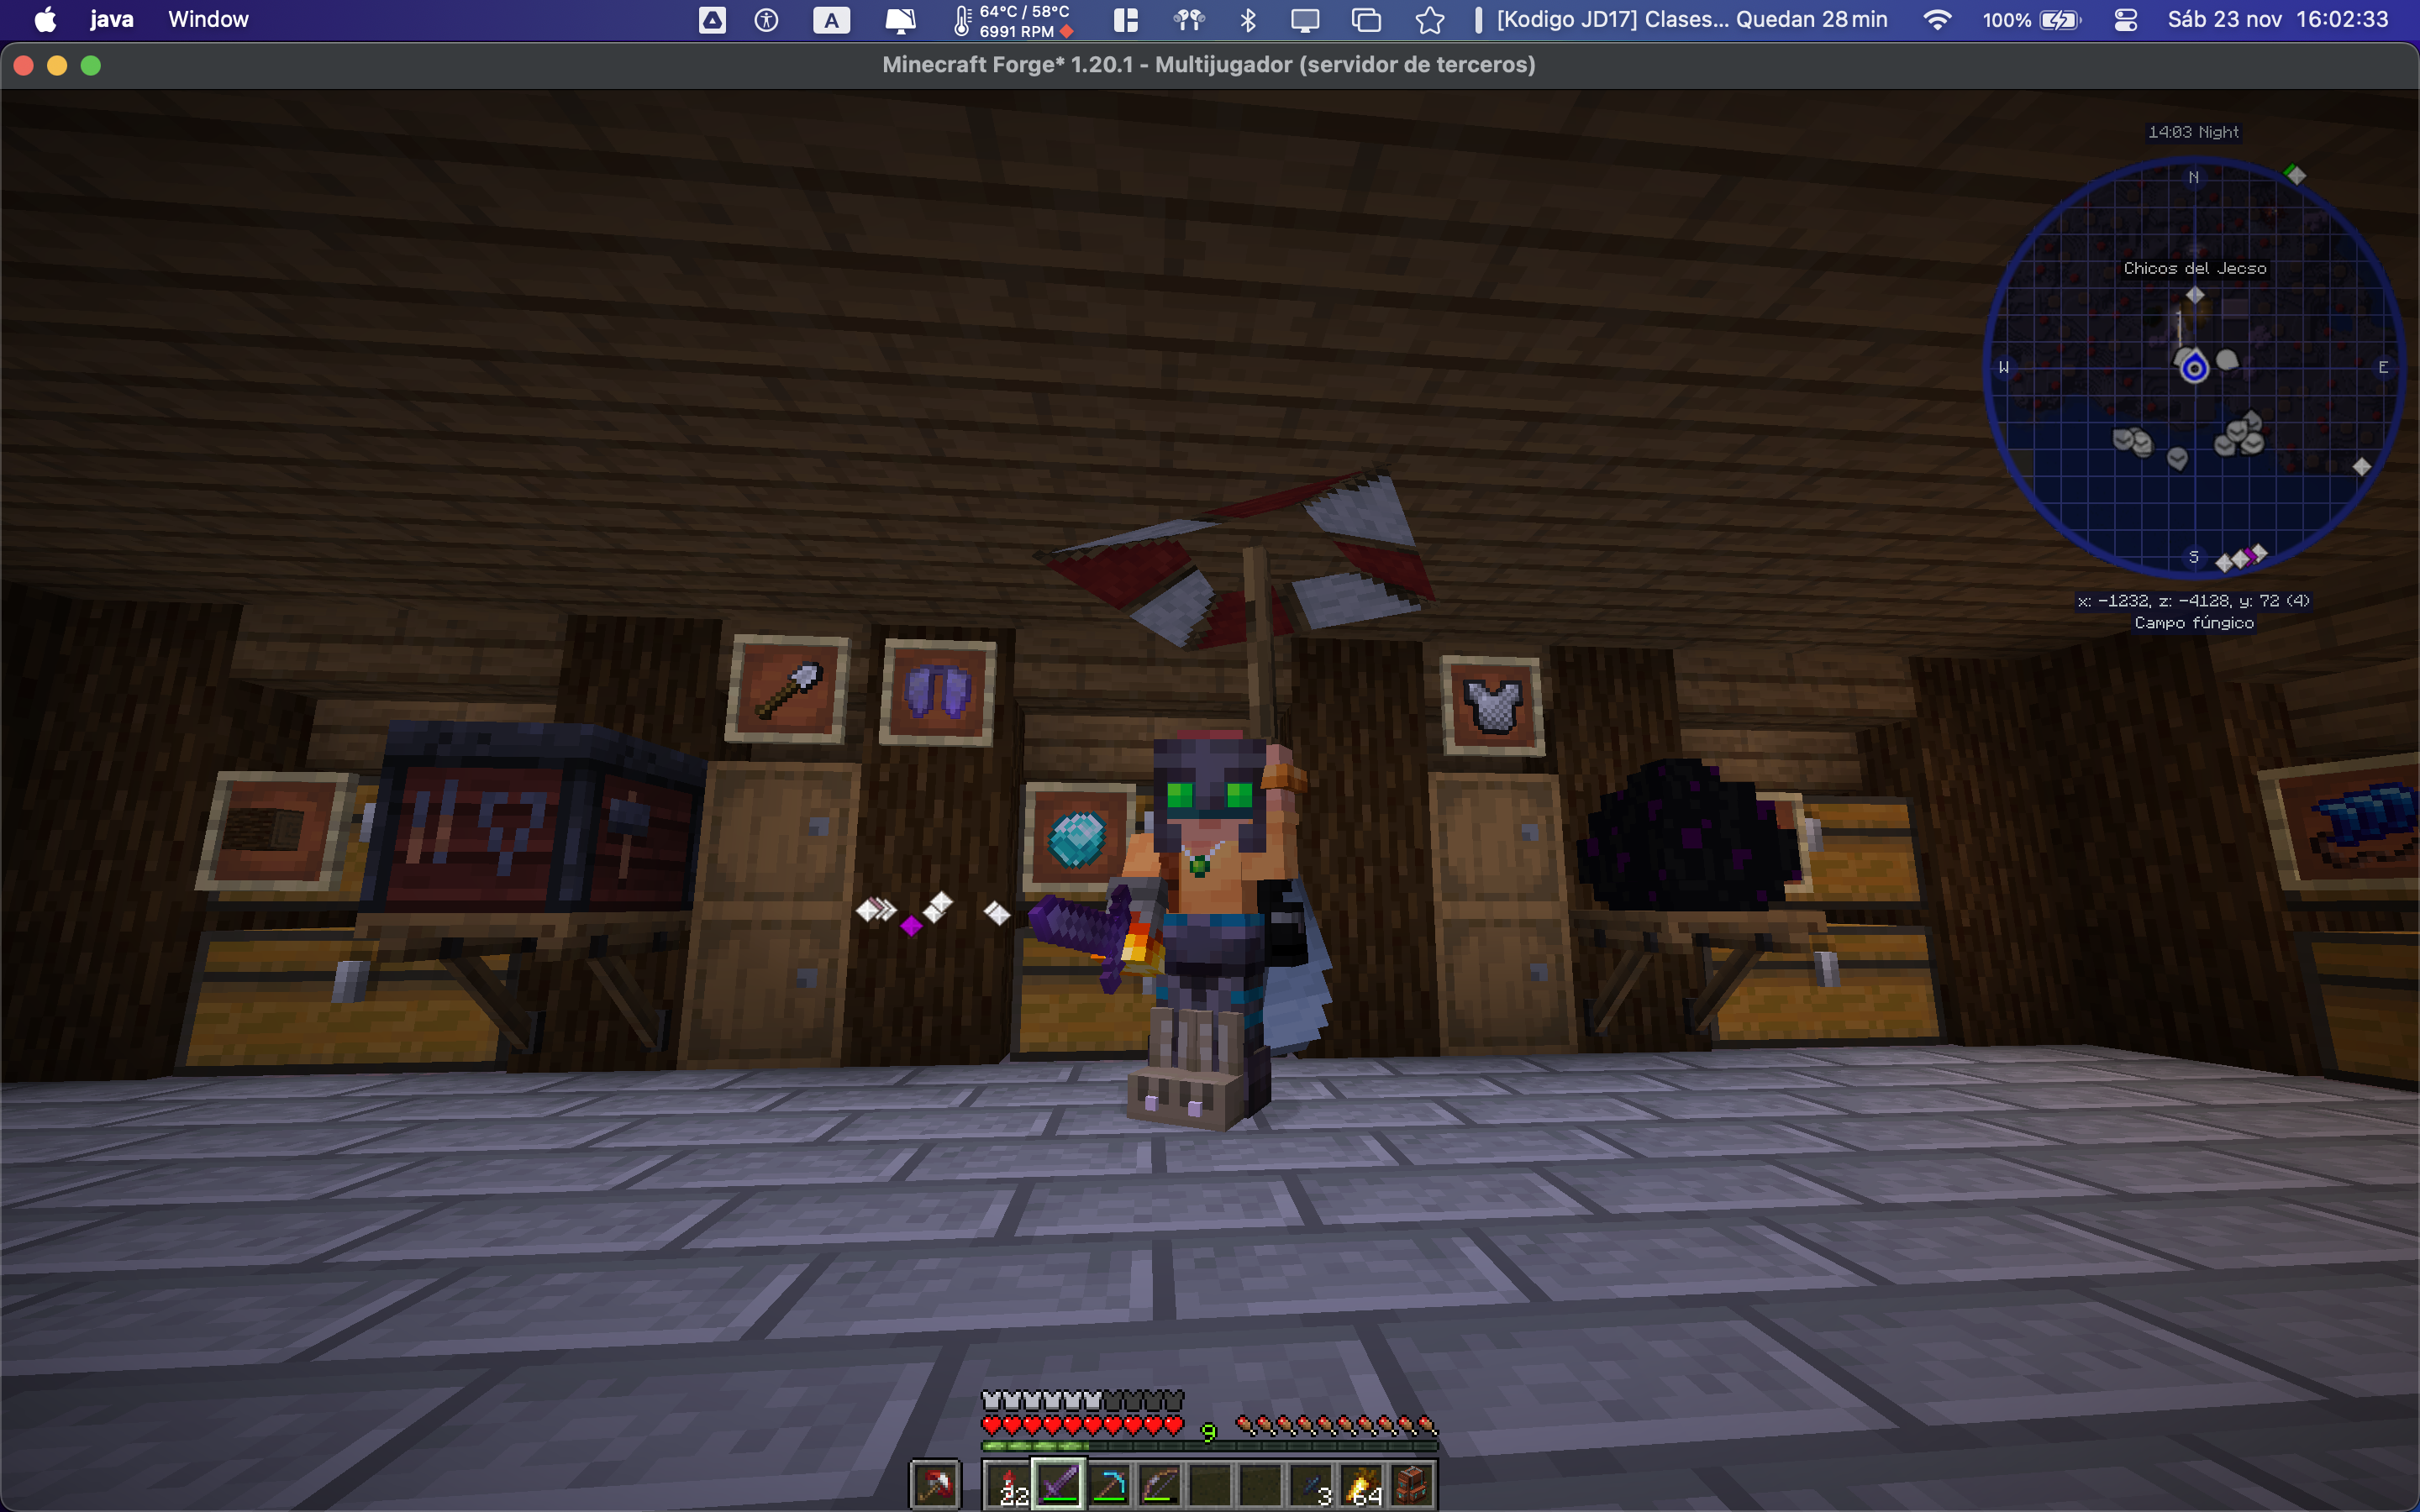 java Window
A
64°C / 58°C
6991 RPM
[Kodigo JD17] Clases... Quedan 28 min
100%
Sáb 23 nov 16:02:33
Minecraft Forge* 1.20.1 - Multijugador (servidor de terceros)
14:03 Night
N
Chicos del Jecso
W
E
S
x: -1232, z: -4128, y: 72 (4)
Campo fúngico
9
22
3
64